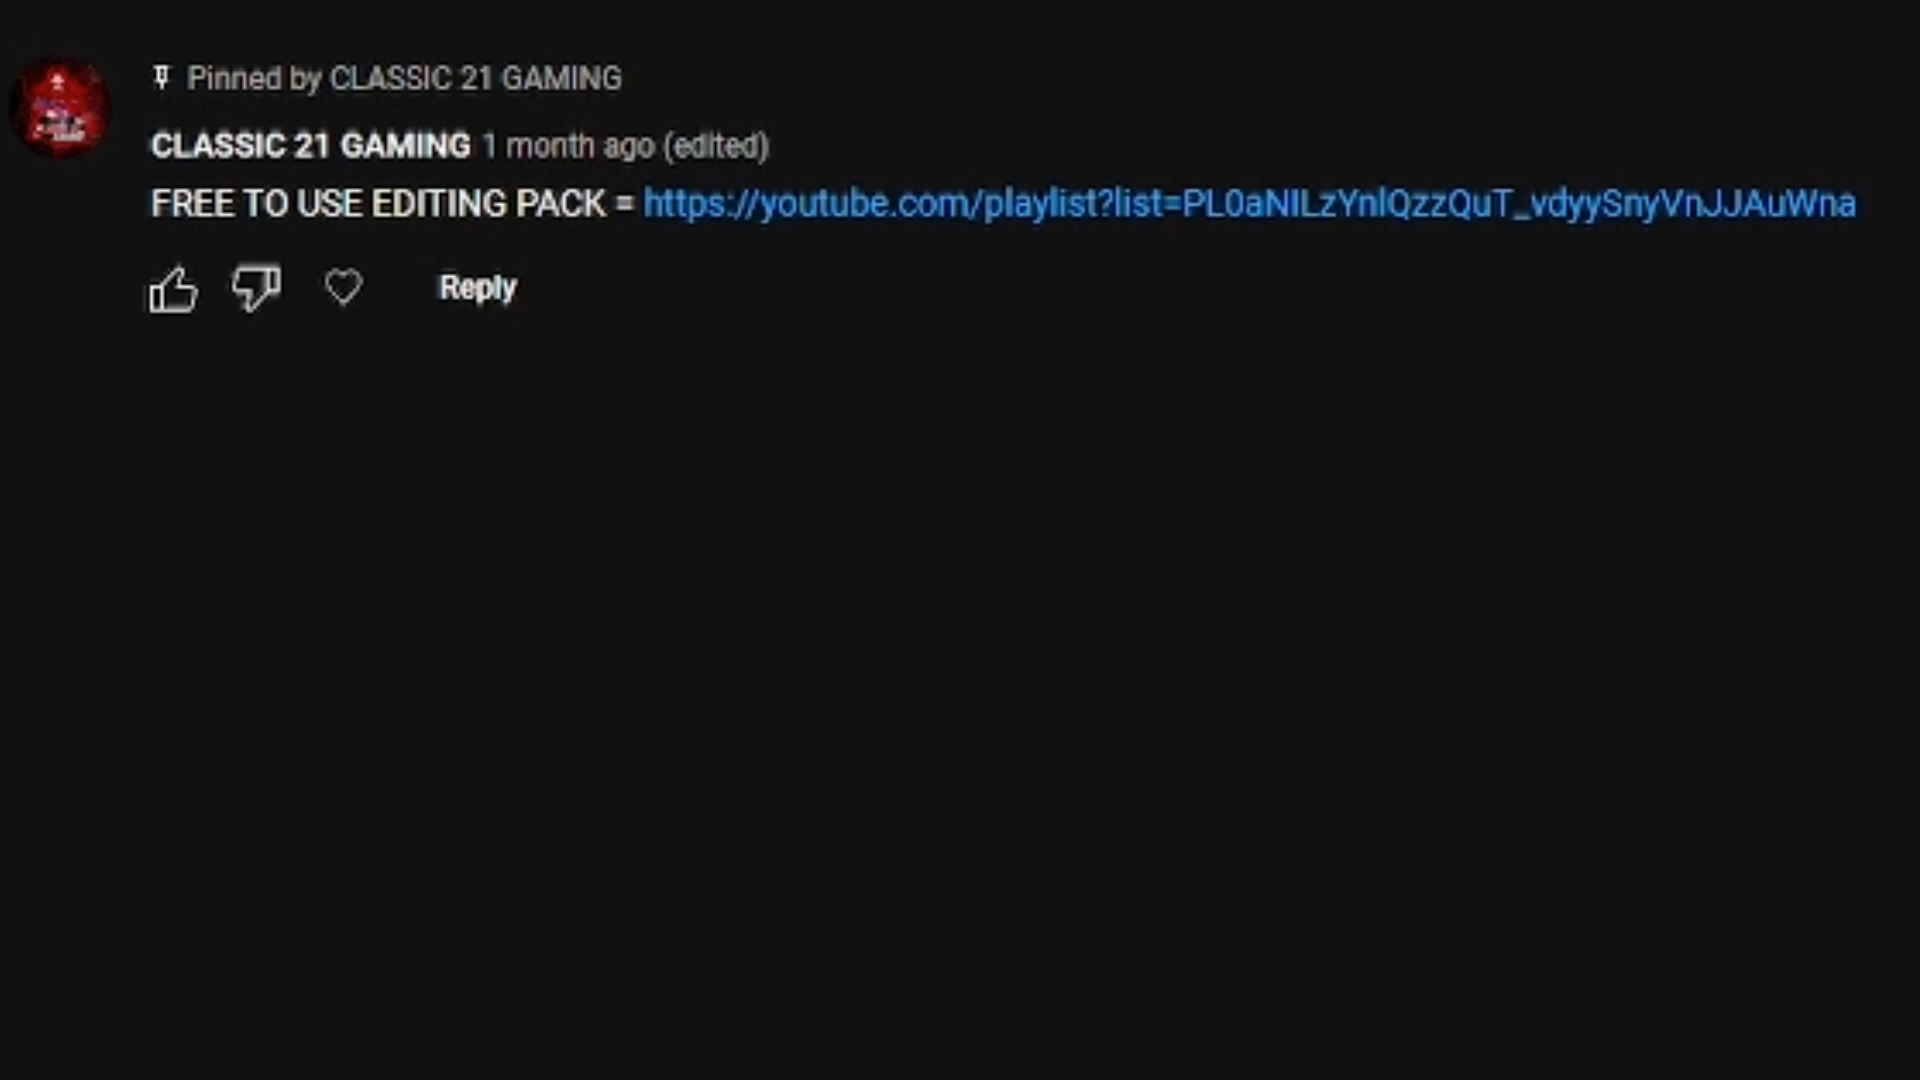 Pinned by CLASSIC 21 GAMING
CLASSIC 21 GAMING 1 month ago (edited)
FREE TO USE EDITING PACK = https://youtube.com/playlist?list=PL0aNILzYnlQzzQuT_vdyySnyVnJJAuWna
Reply